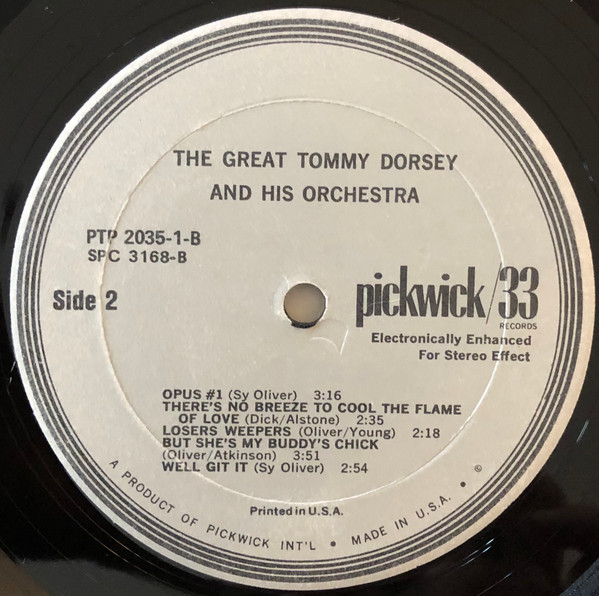 THE GREAT TOMMY DORSEY
AND HIS ORCHESTRA
PTP 2035-1-B
SPC 3168-B
Side 2
pickwick/33
RECORDS
Electronically Enhanced
For Stereo Effect
OPUS #1 (Sy Oliver) 3:16
THERE'S NO BREEZE TO COOL THE FLAME
OF LOVE (Dick/Alstone) 2:35
LOSERS WEEPERS (Oliver/Young) 2:18
BUT SHE'S MY BUDDY'S CHICK
(Oliver/Atkinson) 3:51
WELL GIT IT (Sy Oliver) 2:54
Printed in U.S.A.
A PRODUCT OF PICKWICK INT'L • MADE IN U.S.A. • ©